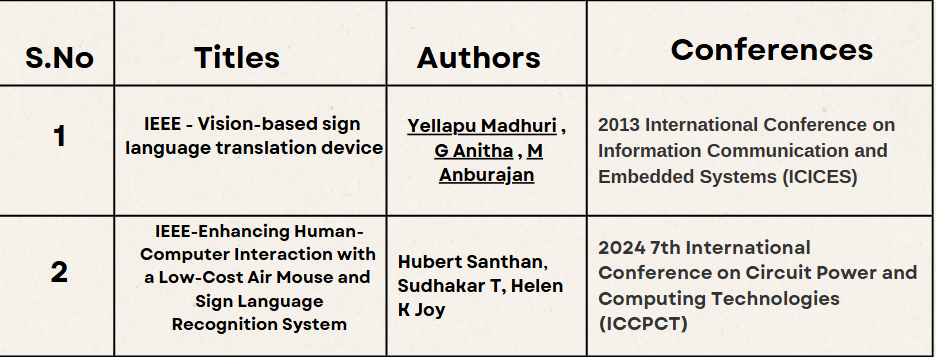 S.No
Titles
Authors
Conferences
1
IEEE - Vision-based sign
language translation device
Yellapu Madhuri ,
G Anitha , M
Anburajan
2013 International Conference on
Information Communication and
Embedded Systems (ICICES)
2
IEEE-Enhancing Human-
Computer Interaction with
a Low-Cost Air Mouse and
Sign Language
Recognition System
Hubert Santhan,
Sudhakar T, Helen
K Joy
2024 7th International
Conference on Circuit Power and
Computing Technologies
(ICCPCT)